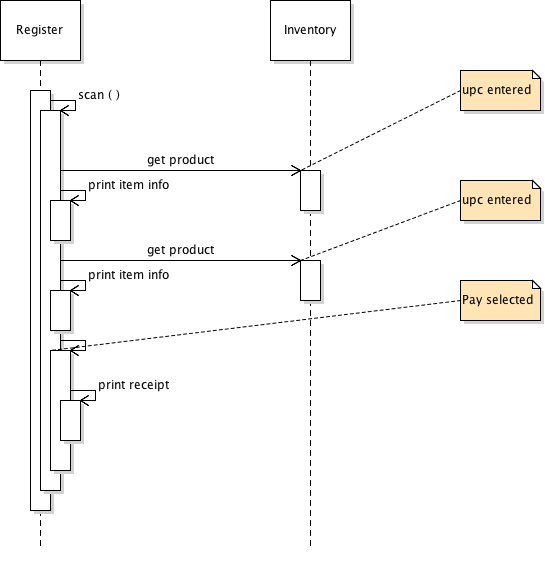 Register
Inventory
upc entered
scan ( )
get product
print item info
upc entered
get product
print item info
Pay selected
print receipt